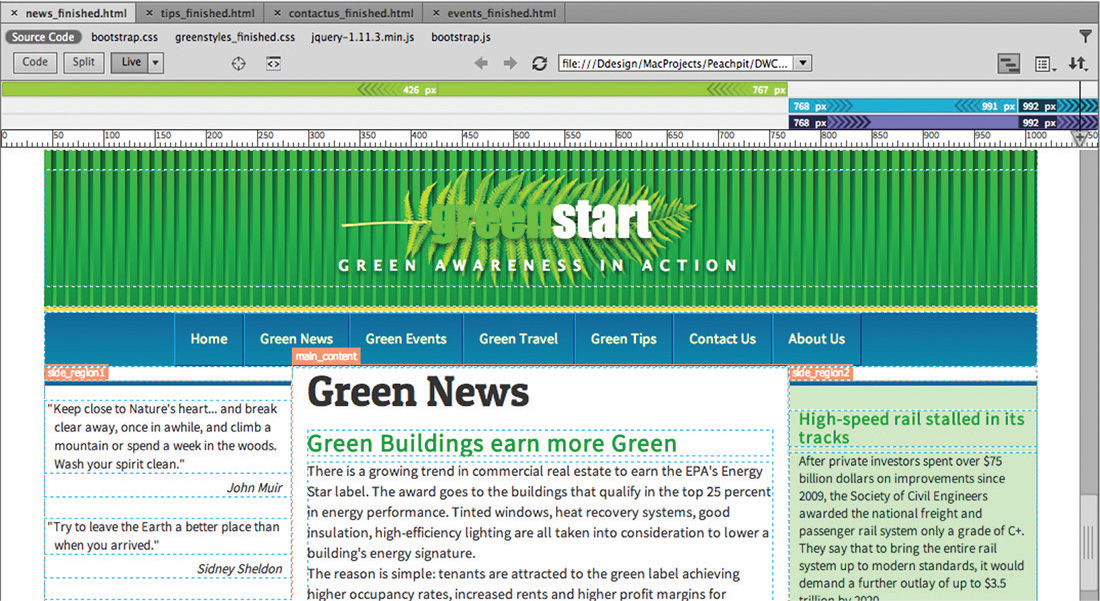 × news_finished.html × tips_finished.html × contactus_finished.html × events_finished.html
Source Code bootstrap.css greenstyles_finished.css jquery-1.11.3.min.js bootstrap.js
Code Split Live file:///Ddesign/MacProjects/Peachpit/DWC...
426 px 767 px
768 px 991 px 992 px
768 px 992 px
0 50 100 150 200 250 300 350 400 450 500 550 600 650 700 750 800 850 900 950 1000
greenstart
GREEN AWARENESS IN ACTION
Home Green News Green Events Green Travel Green Tips Contact Us About Us
side_region1
"Keep close to Nature's heart... and break
clear away, once in awhile, and climb a
mountain or spend a week in the woods.
Wash your spirit clean."
John Muir
"Try to leave the Earth a better place than
when you arrived."
Sidney Sheldon
main_content
Green News
Green Buildings earn more Green
There is a growing trend in commercial real estate to earn the EPA's Energy
Star label. The award goes to the buildings that qualify in the top 25 percent
in energy performance. Tinted windows, heat recovery systems, good
insulation, high-efficiency lighting are all taken into consideration to lower a
building's energy signature.
The reason is simple: tenants are attracted to the green label achieving
higher occupancy rates, increased rents and higher profit margins for
side_region2
High-speed rail stalled in its
tracks
After private investors spent over $75
billion dollars on improvements since
2009, the Society of Civil Engineers
awarded the national freight and
passenger rail system only a grade of C+.
They say that to bring the entire rail
system up to modern standards, it would
demand a further outlay of up to $3.5
trillion by 2020